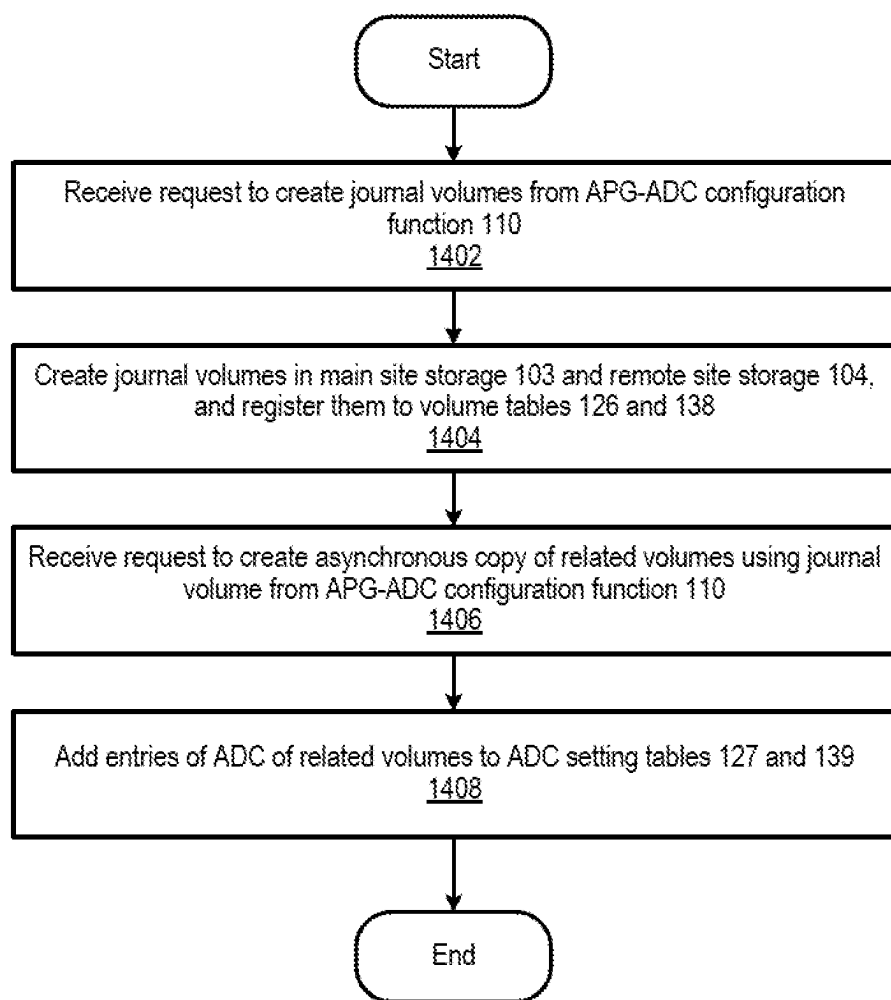 Start
Receive request to create journal volumes from APG-ADC configuration
function 110
1402
Create journal volumes in main site storage 103 and remote site storage 104,
and register them to volume tables 126 and 138
1404
Receive request to create asynchronous copy of related volumes using journal
volume from APG-ADC configuration function 110
1406
Add entries of ADC of related volumes to ADC setting tables 127 and 139
1408
End